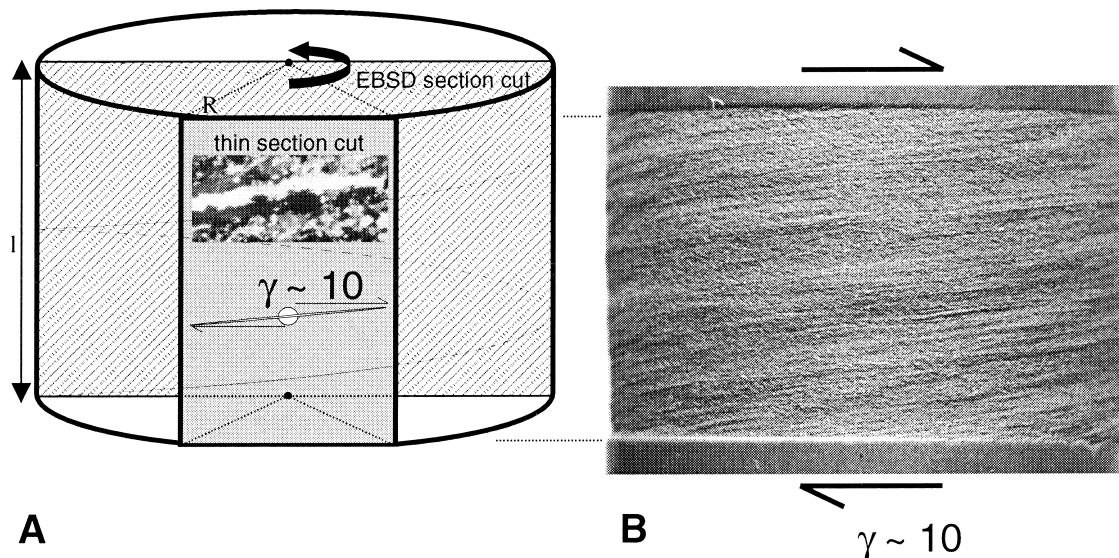 EBSD section cut
R
thin section cut
l
γ ~ 10
A
B
γ ~ 10